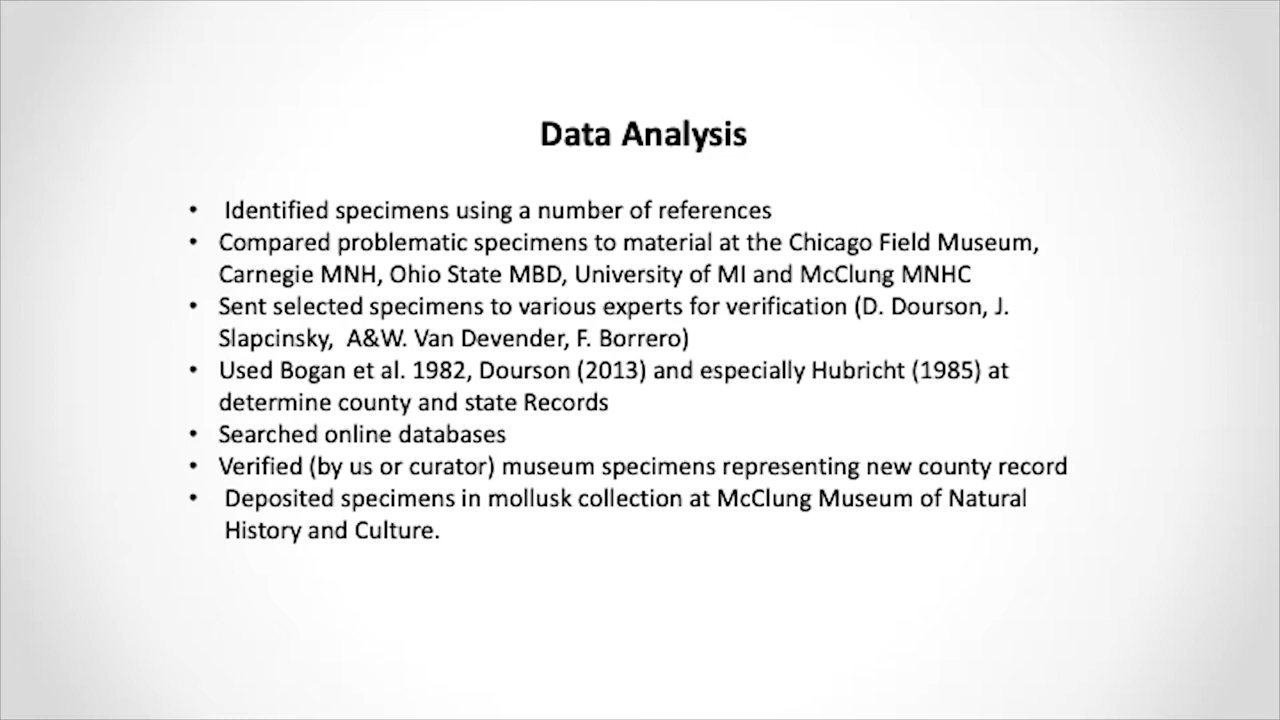 Data Analysis
• Identified specimens using a number of references
• Compared problematic specimens to material at the Chicago Field Museum,
Carnegie MNH, Ohio State MBD, University of MI and McClung MNHC
• Sent selected specimens to various experts for verification (D. Dourson, J.
Slapcinsky, A&W. Van Devender, F. Borrero)
• Used Bogan et al. 1982, Dourson (2013) and especially Hubricht (1985) at
determine county and state Records
• Searched online databases
• Verified (by us or curator) museum specimens representing new county record
• Deposited specimens in mollusk collection at McClung Museum of Natural
History and Culture.